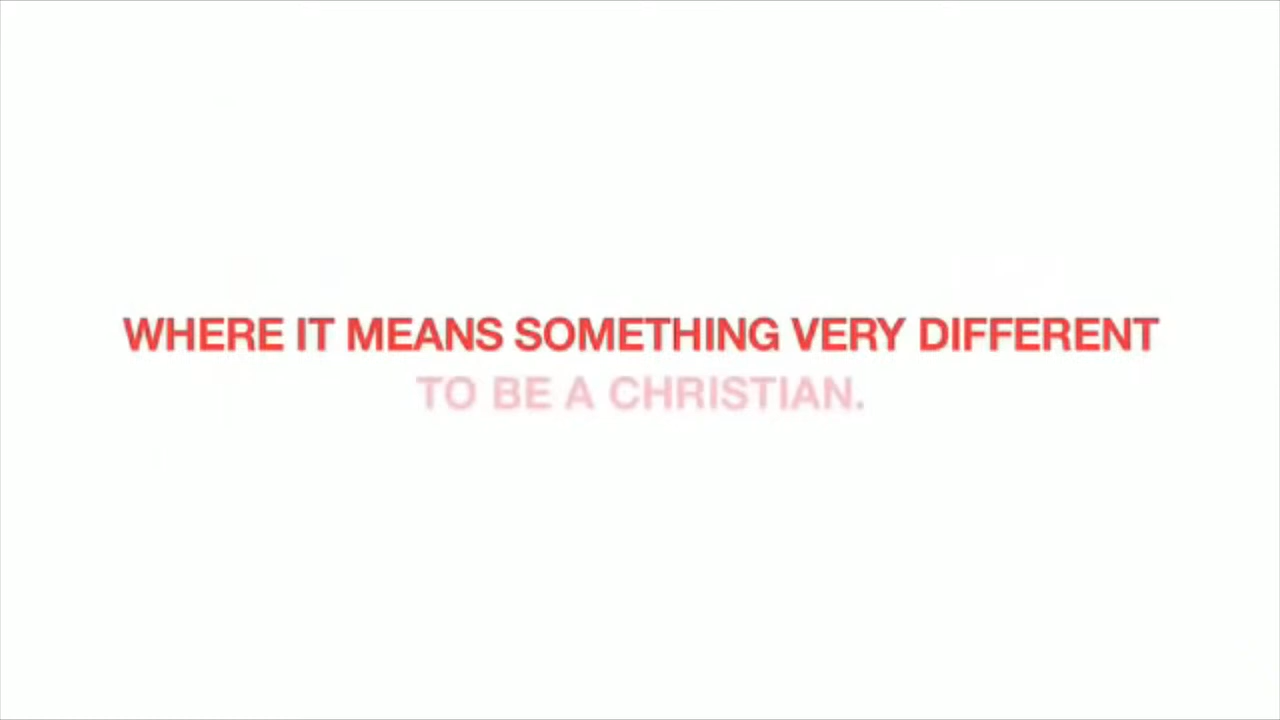 WHERE IT MEANS SOMETHING VERY DIFFERENT
TO BE A CHRISTIAN.